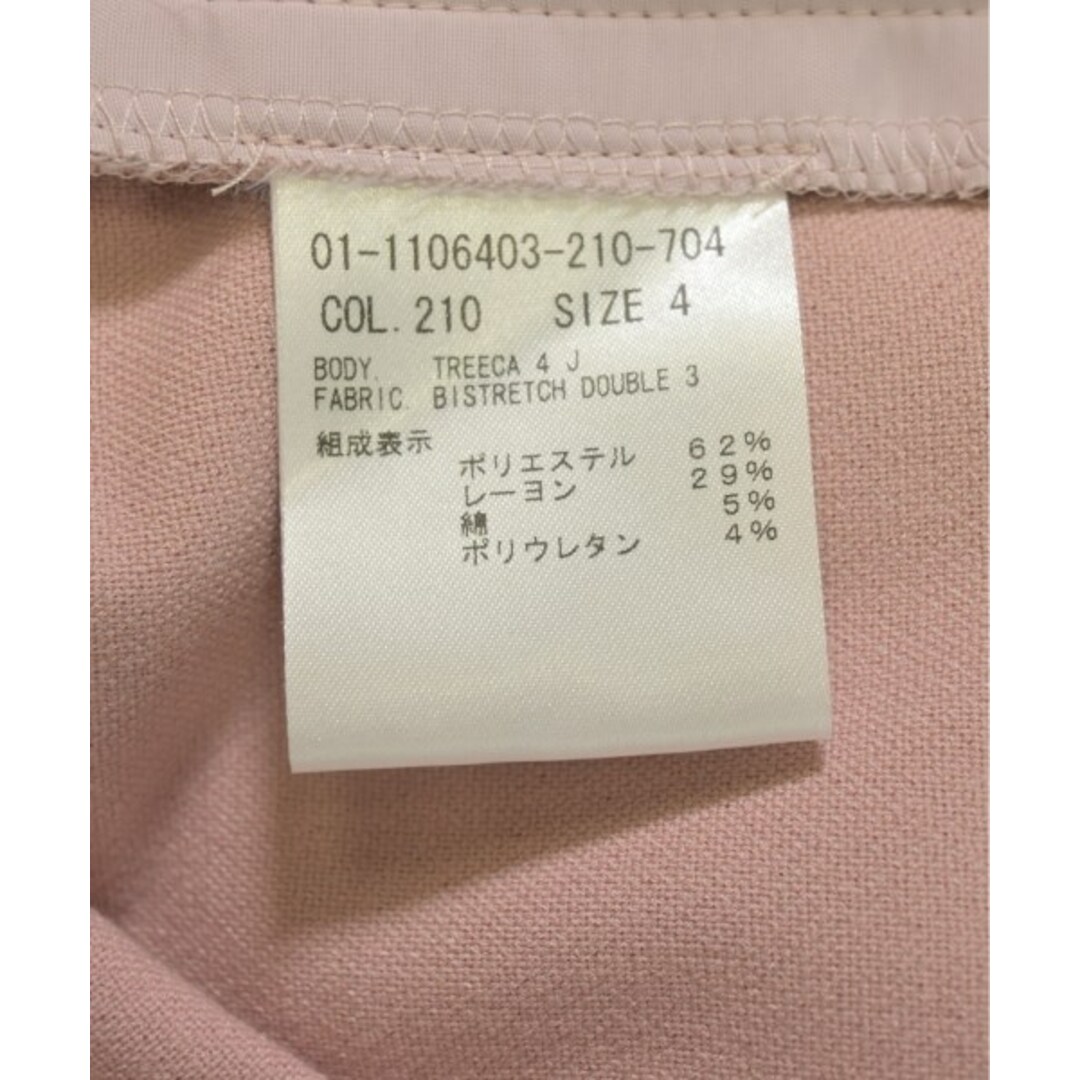 01-1106403-210-704
COL. 210 SIZE 4
BODY. TREECA 4 J
FABRIC. BISTRETCH DOUBLE 3
組成表示
ポリエステル 62%
レーヨン 29%
綿 5%
ポリウレタン 4%